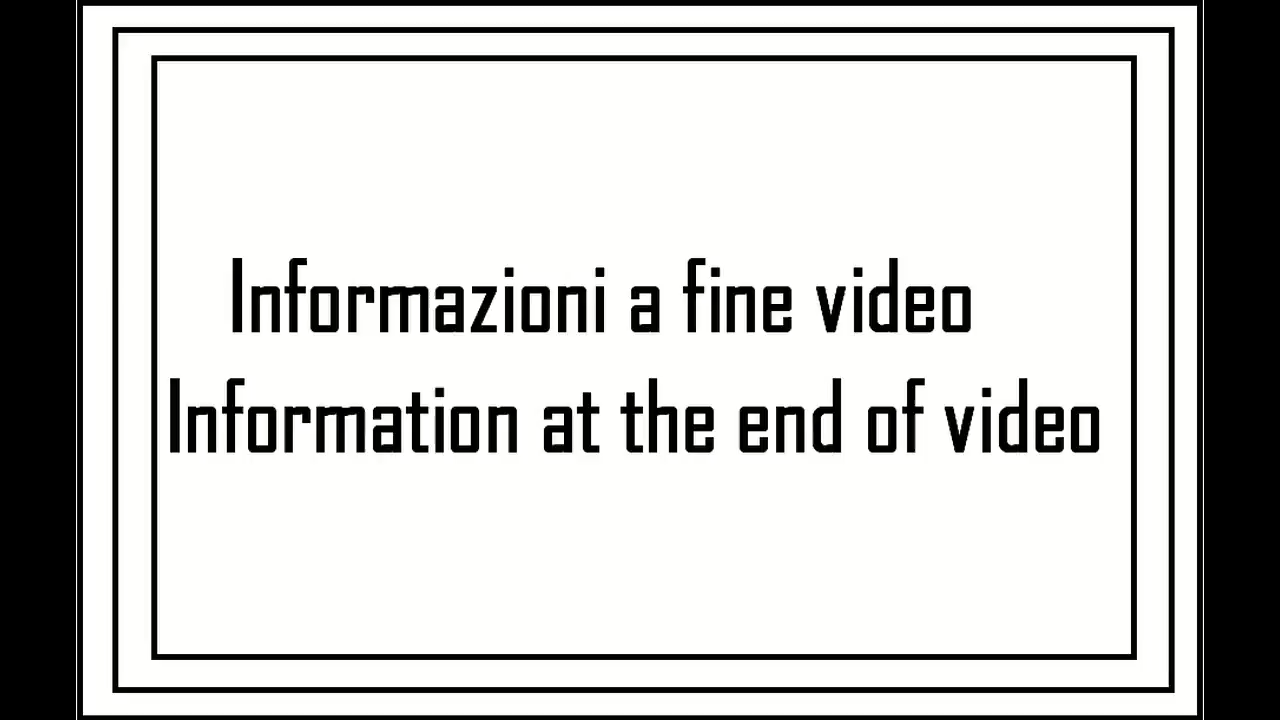 Informazioni a fine video
Information at the end of video